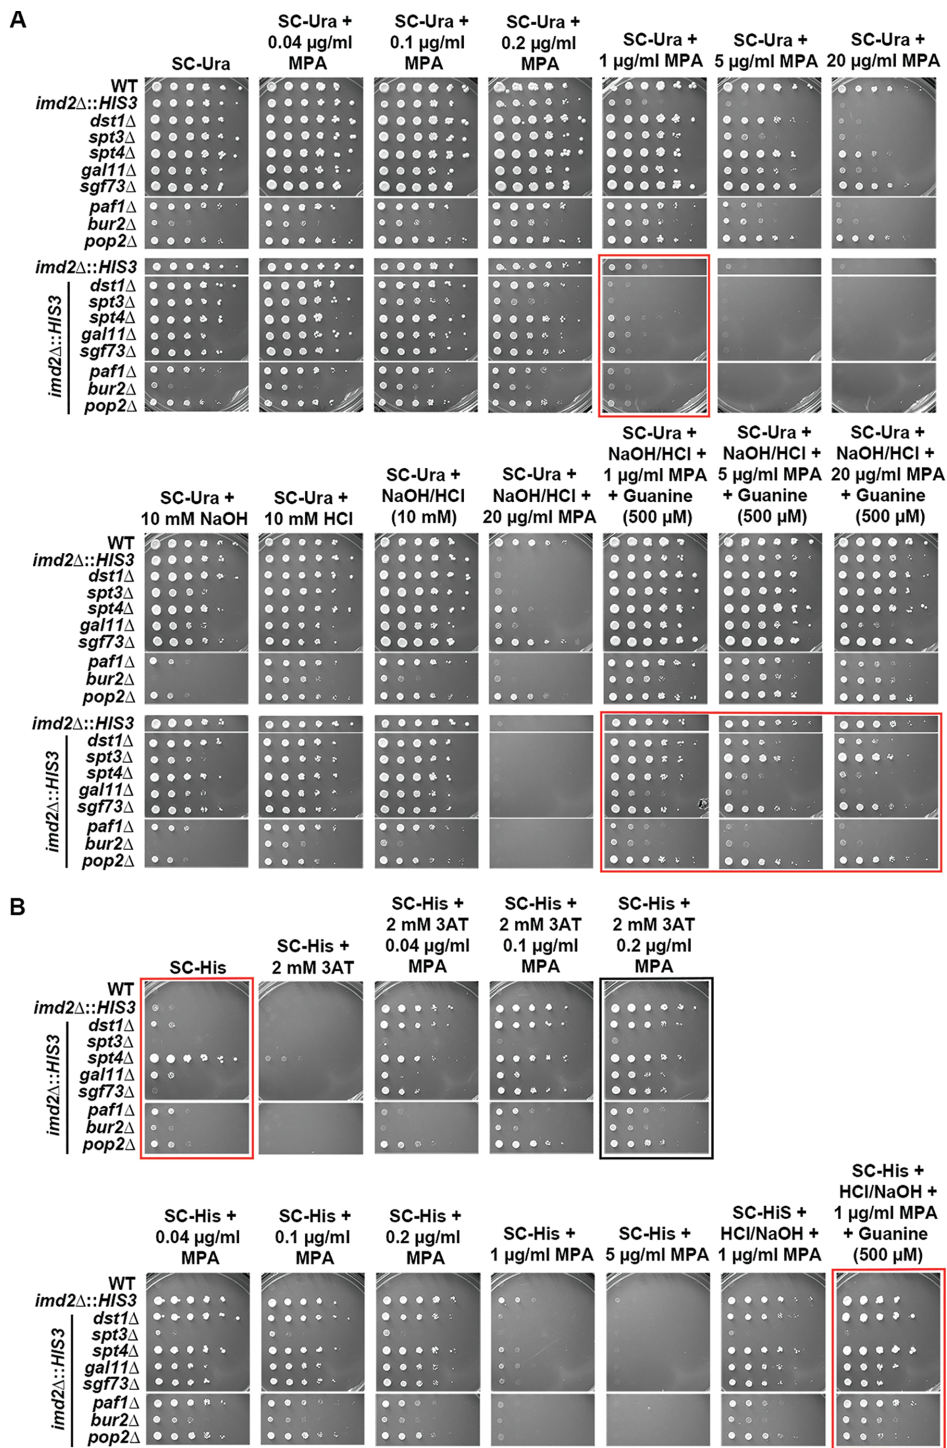 A
SC-Ura
SC-Ura +
0.04 µg/ml
MPA
SC-Ura +
0.1 µg/ml
MPA
SC-Ura +
0.2 µg/ml
MPA
SC-Ura +
1 µg/ml MPA
SC-Ura +
5 µg/ml MPA
SC-Ura +
20 µg/ml MPA
WT
imd2Δ::HIS3
dst1Δ
spt3Δ
spt4Δ
gal11Δ
sgf73Δ
paf1Δ
bur2Δ
pop2Δ
imd2Δ::HIS3
imd2Δ::HIS3
dst1Δ
spt3Δ
spt4Δ
gal11Δ
sgf73Δ
paf1Δ
bur2Δ
pop2Δ
SC-Ura +
10 mM NaOH
SC-Ura +
10 mM HCl
SC-Ura +
NaOH/HCl
(10 mM)
SC-Ura +
NaOH/HCl +
20 µg/ml MPA
SC-Ura +
NaOH/HCl +
1 µg/ml MPA
+ Guanine
(500 µM)
SC-Ura +
NaOH/HCl +
5 µg/ml MPA
+ Guanine
(500 µM)
SC-Ura +
NaOH/HCl +
20 µg/ml MPA
+ Guanine
(500 µM)
WT
imd2Δ::HIS3
dst1Δ
spt3Δ
spt4Δ
gal11Δ
sgf73Δ
paf1Δ
bur2Δ
pop2Δ
imd2Δ::HIS3
imd2Δ::HIS3
dst1Δ
spt3Δ
spt4Δ
gal11Δ
sgf73Δ
paf1Δ
bur2Δ
pop2Δ
B
SC-His
SC-His +
2 mM 3AT
SC-His +
2 mM 3AT
0.04 µg/ml
MPA
SC-His +
2 mM 3AT
0.1 µg/ml
MPA
SC-His +
2 mM 3AT
0.2 µg/ml
MPA
WT
imd2Δ::HIS3
imd2Δ::HIS3
dst1Δ
spt3Δ
spt4Δ
gal11Δ
sgf73Δ
paf1Δ
bur2Δ
pop2Δ
SC-His +
0.04 µg/ml
MPA
SC-His +
0.1 µg/ml
MPA
SC-His +
0.2 µg/ml
MPA
SC-His +
1 µg/ml MPA
SC-His +
5 µg/ml MPA
SC-HiS +
HCl/NaOH +
1 µg/ml MPA
SC-His +
HCl/NaOH +
1 µg/ml MPA
+ Guanine
(500 µM)
WT
imd2Δ::HIS3
imd2Δ::HIS3
dst1Δ
spt3Δ
spt4Δ
gal11Δ
sgf73Δ
paf1Δ
bur2Δ
pop2Δ